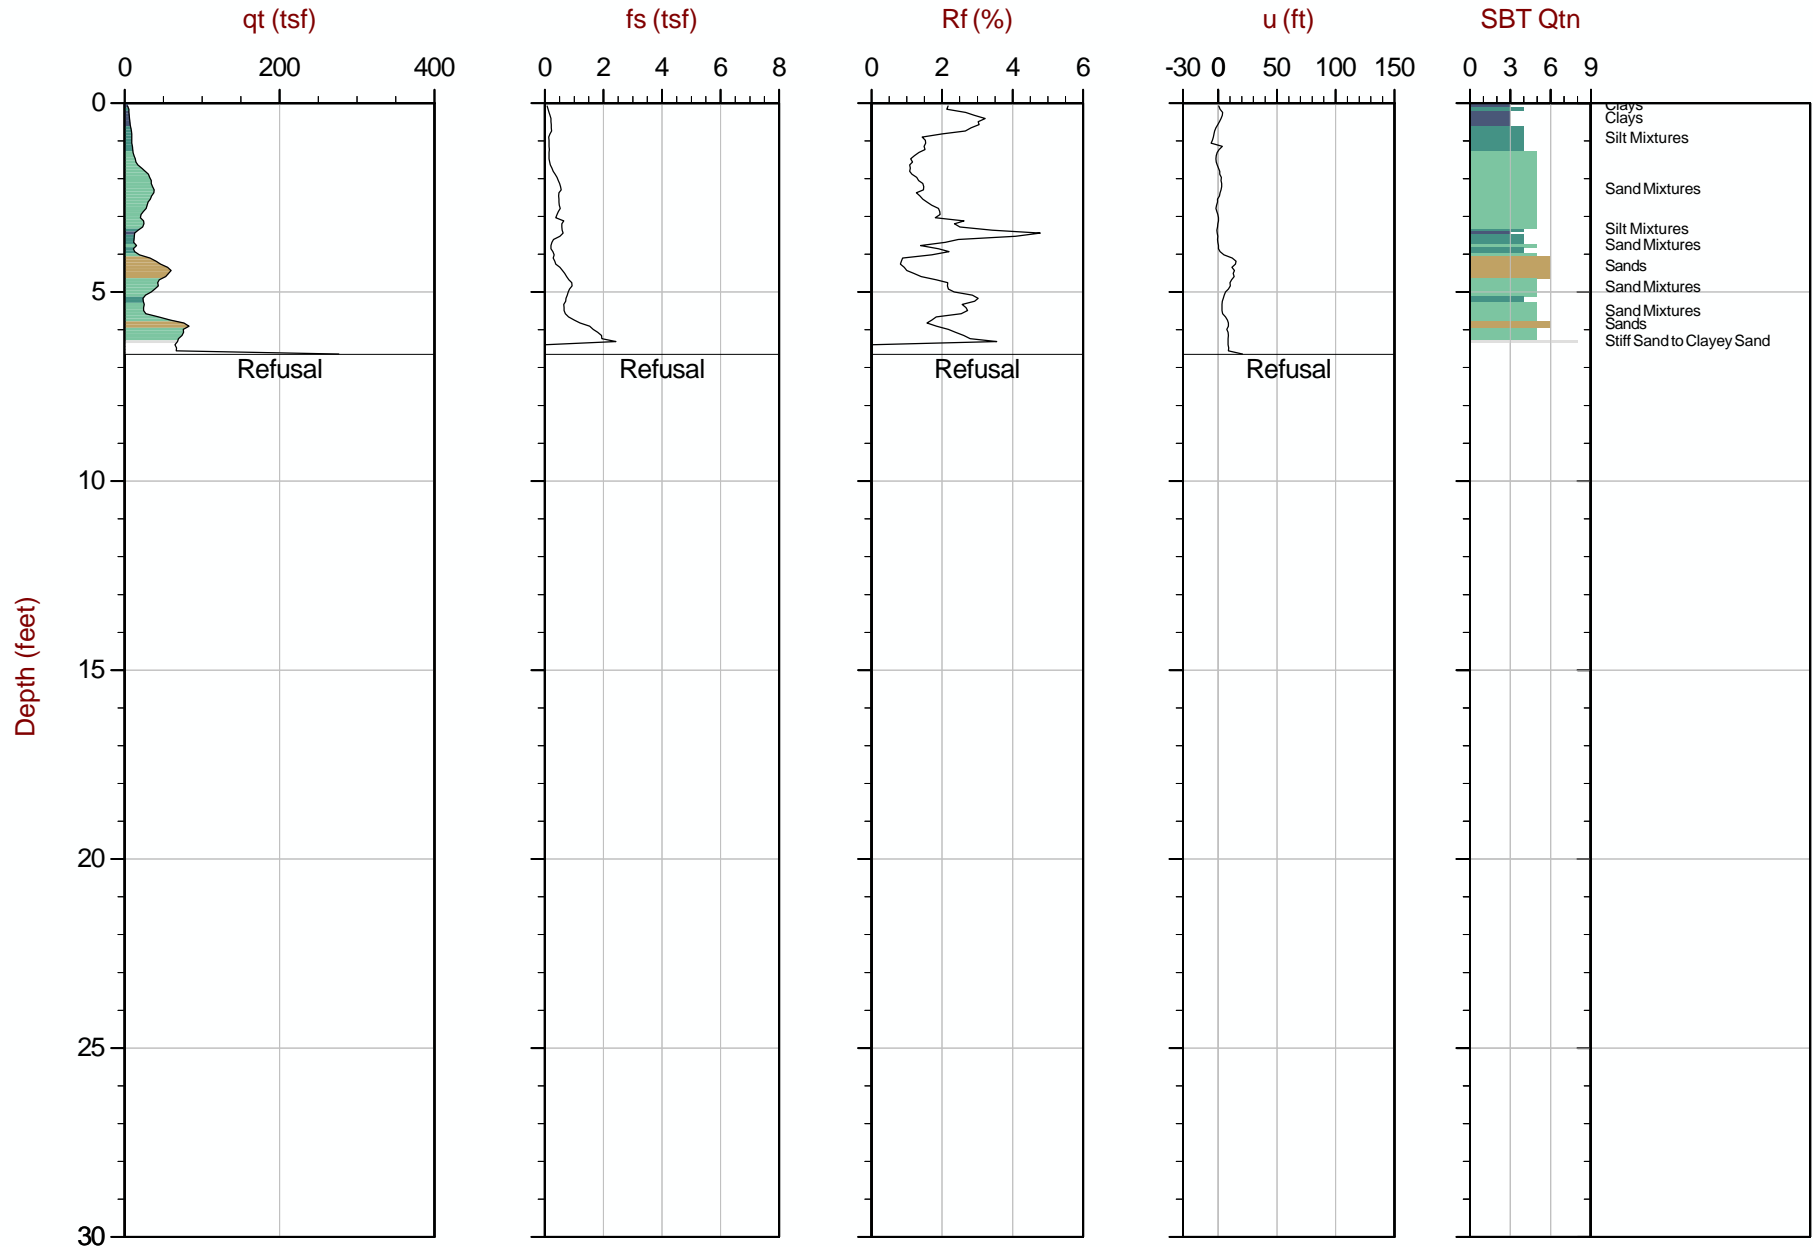 qt (tsf) fs (tsf) Rf (%) u (ft) SBT Qtn
0 200 400 0 2 4 6 8 0 2 4 6 -30 0 50 100 150 0 3 6 9
0
Clays
Clays
Silt Mixtures
Sand Mixtures
Silt Mixtures
Sand Mixtures
Sands
Sand Mixtures
5
Sand Mixtures
Sands
Stiff Sand to Clayey Sand
Refusal Refusal Refusal Refusal
10
Depth (feet)
15
20
25
30